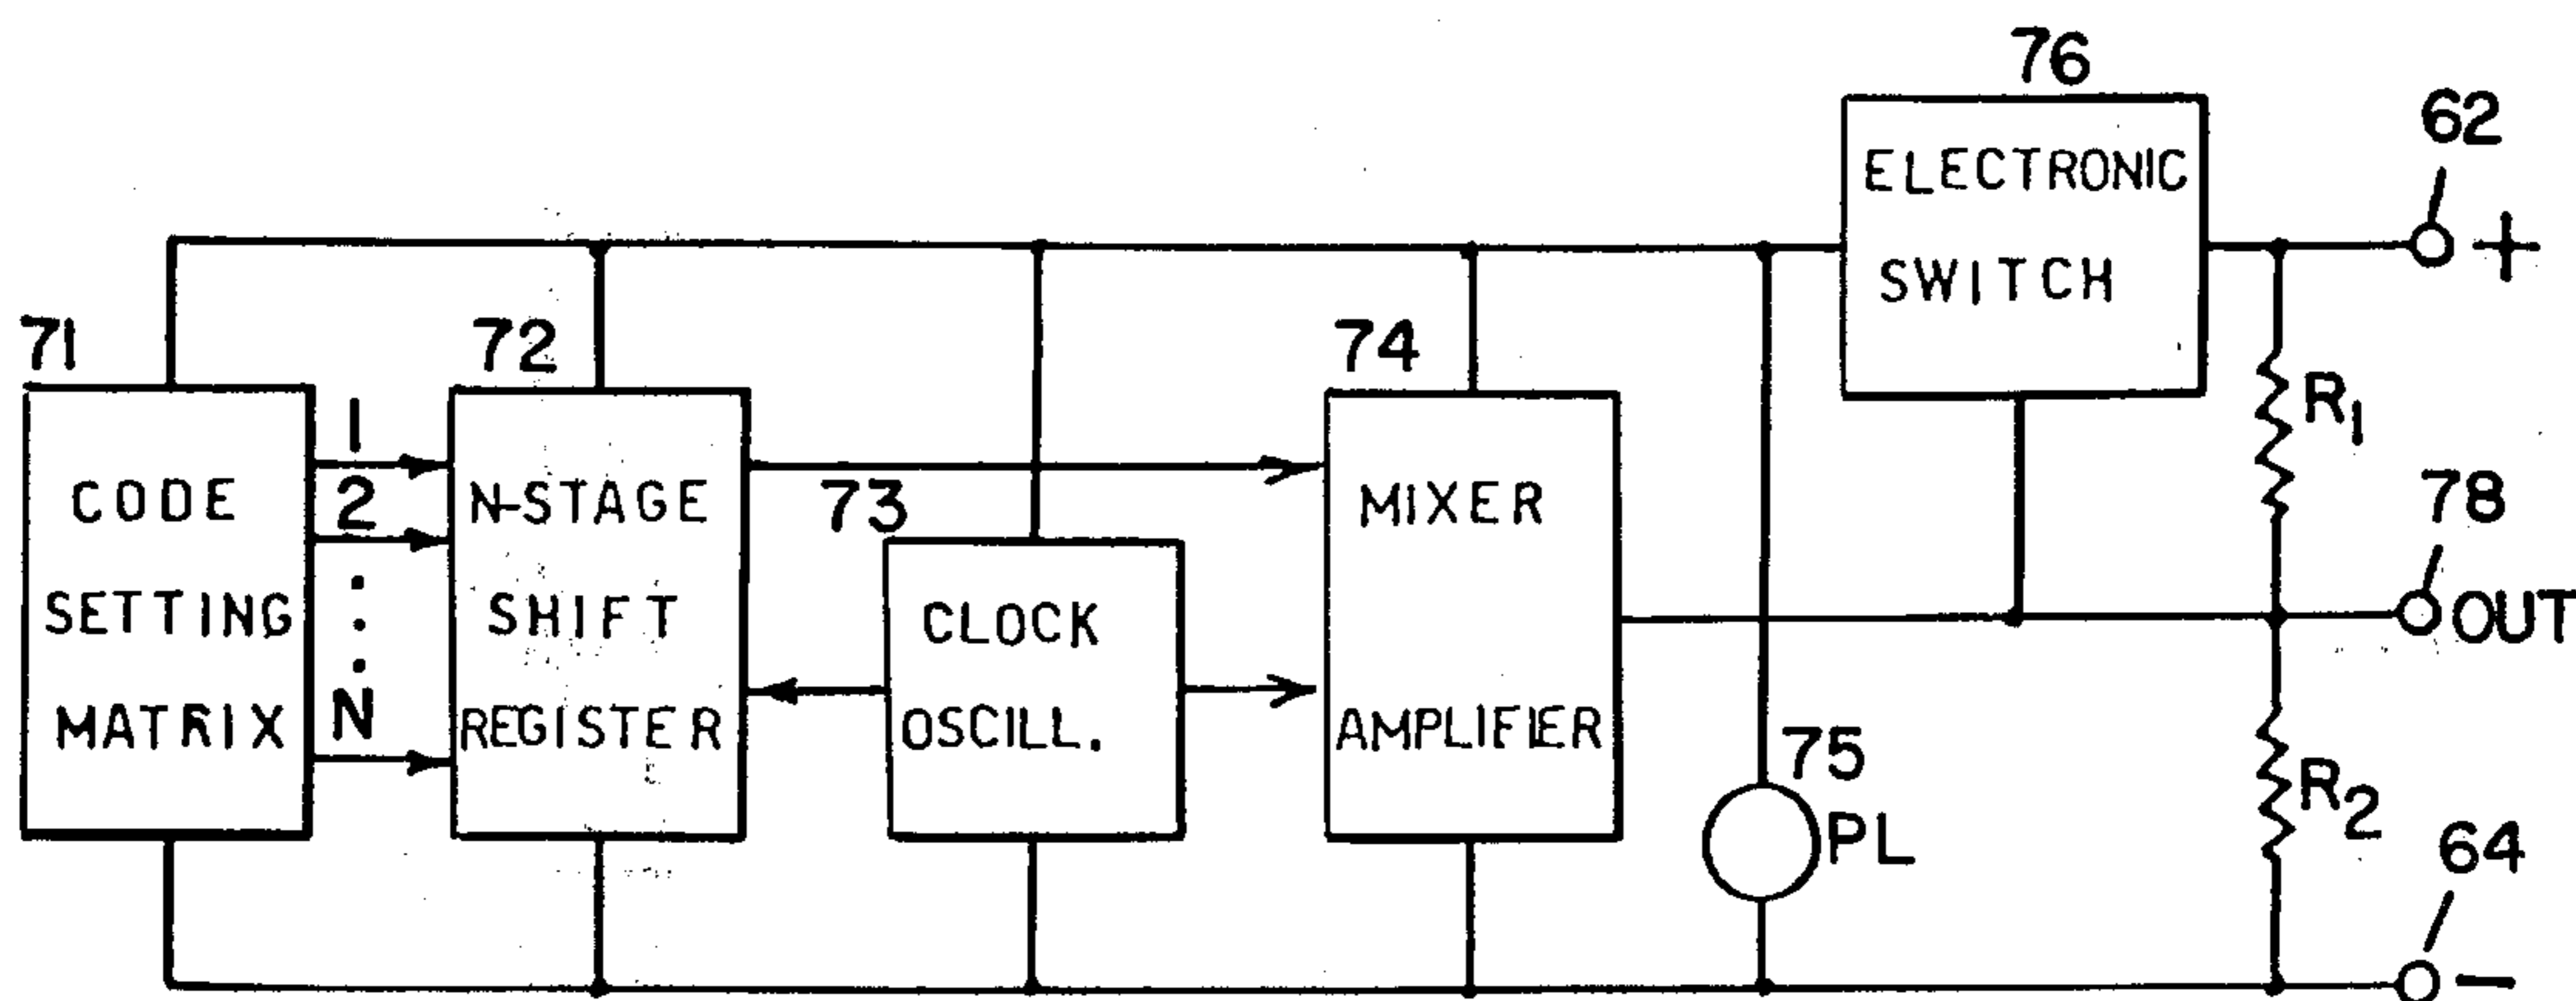 76
ELECTRONIC
SWITCH
62
+
71
CODE
SETTING
MATRIX
1
2
N
72
N-STAGE
SHIFT
REGISTER
73
CLOCK
OSCILL.
74
MIXER
AMPLIFIER
75
PL
R1
78
OUT
R2
64
-